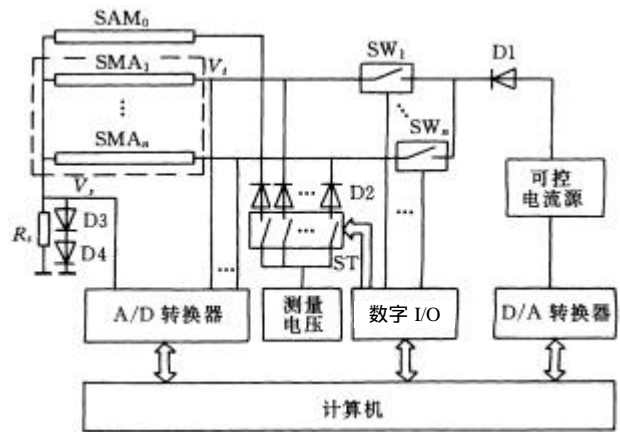 SAM₀
SMA₁
Vₜ
SW₁
D1
⋮
SMAₙ
SWₙ
Vᵣ
D2
可控
电流源
Rₛ
D3
D4
ST
A/D 转换器
测量
电压
数字 I/O
D/A 转换器
计算机